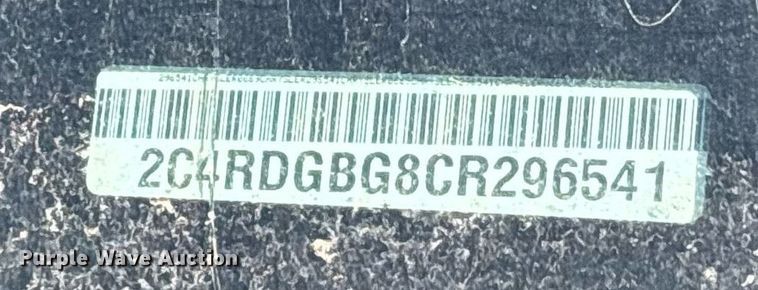 2C4RDGBG8CR296541
Purple Wave Auction